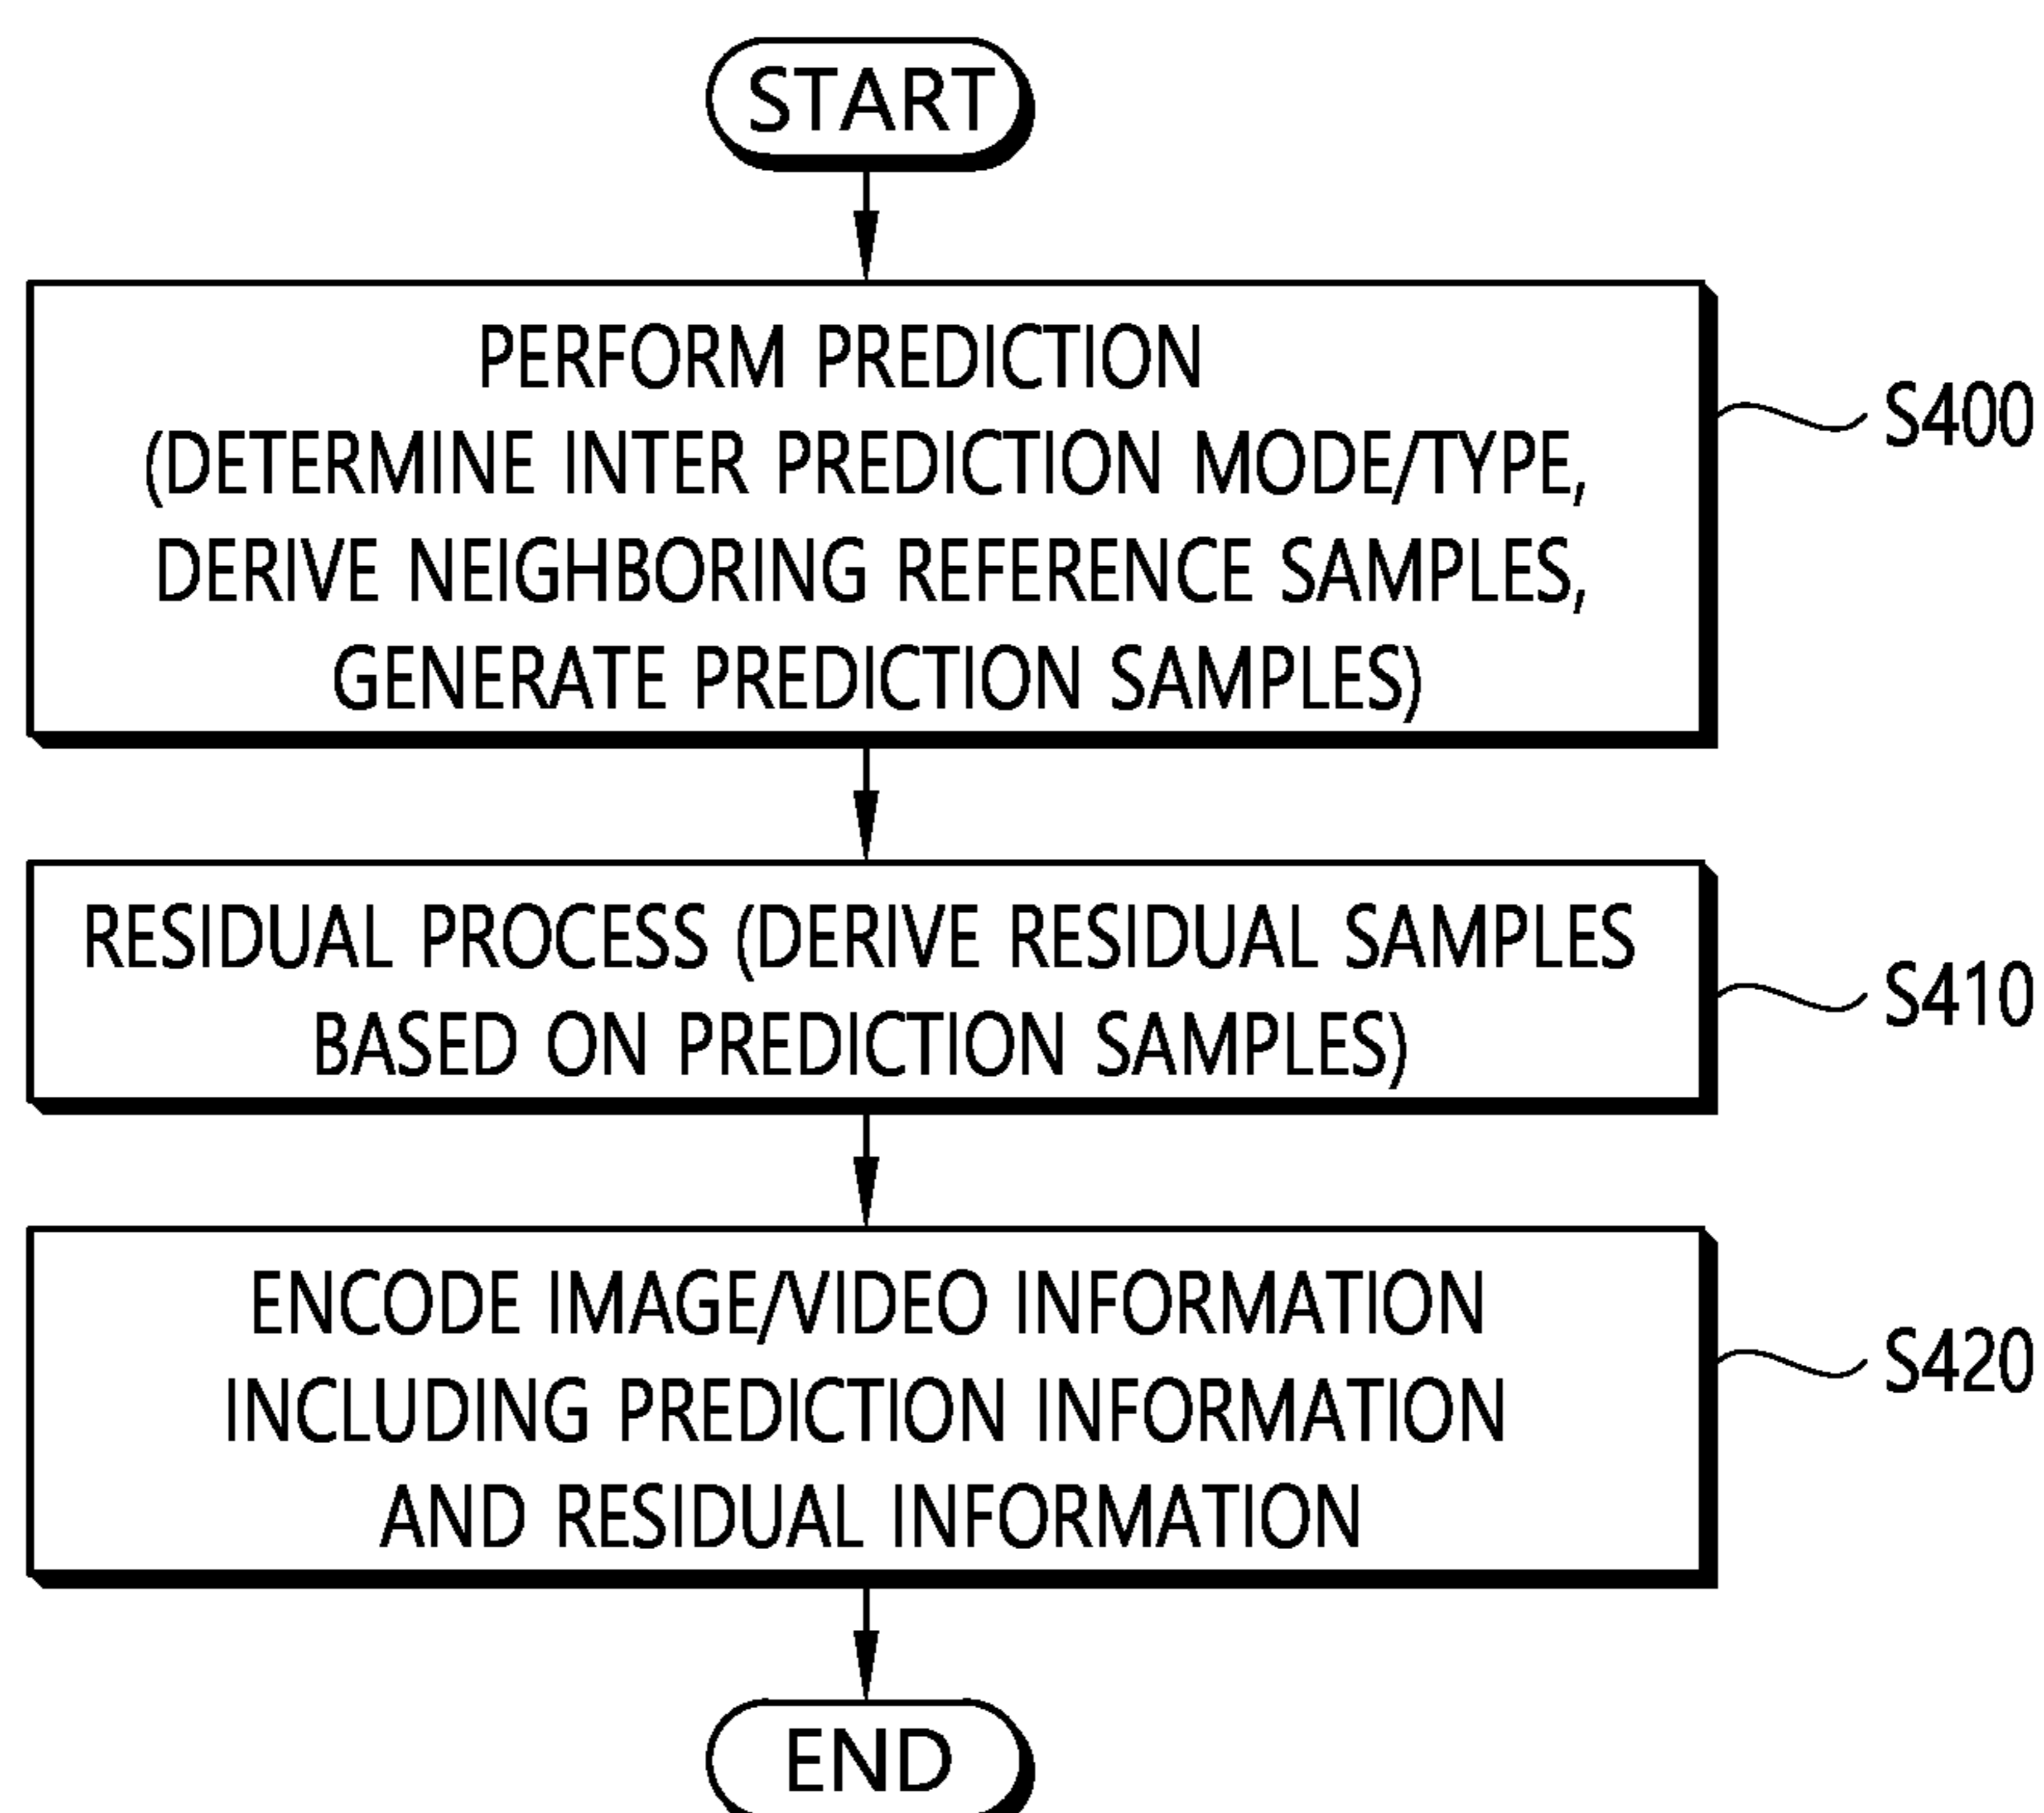 START
PERFORM PREDICTION
(DETERMINE INTER PREDICTION MODE/TYPE,
DERIVE NEIGHBORING REFERENCE SAMPLES,
GENERATE PREDICTION SAMPLES)
S400
RESIDUAL PROCESS (DERIVE RESIDUAL SAMPLES
BASED ON PREDICTION SAMPLES)
S410
ENCODE IMAGE/VIDEO INFORMATION
INCLUDING PREDICTION INFORMATION
AND RESIDUAL INFORMATION
S420
END